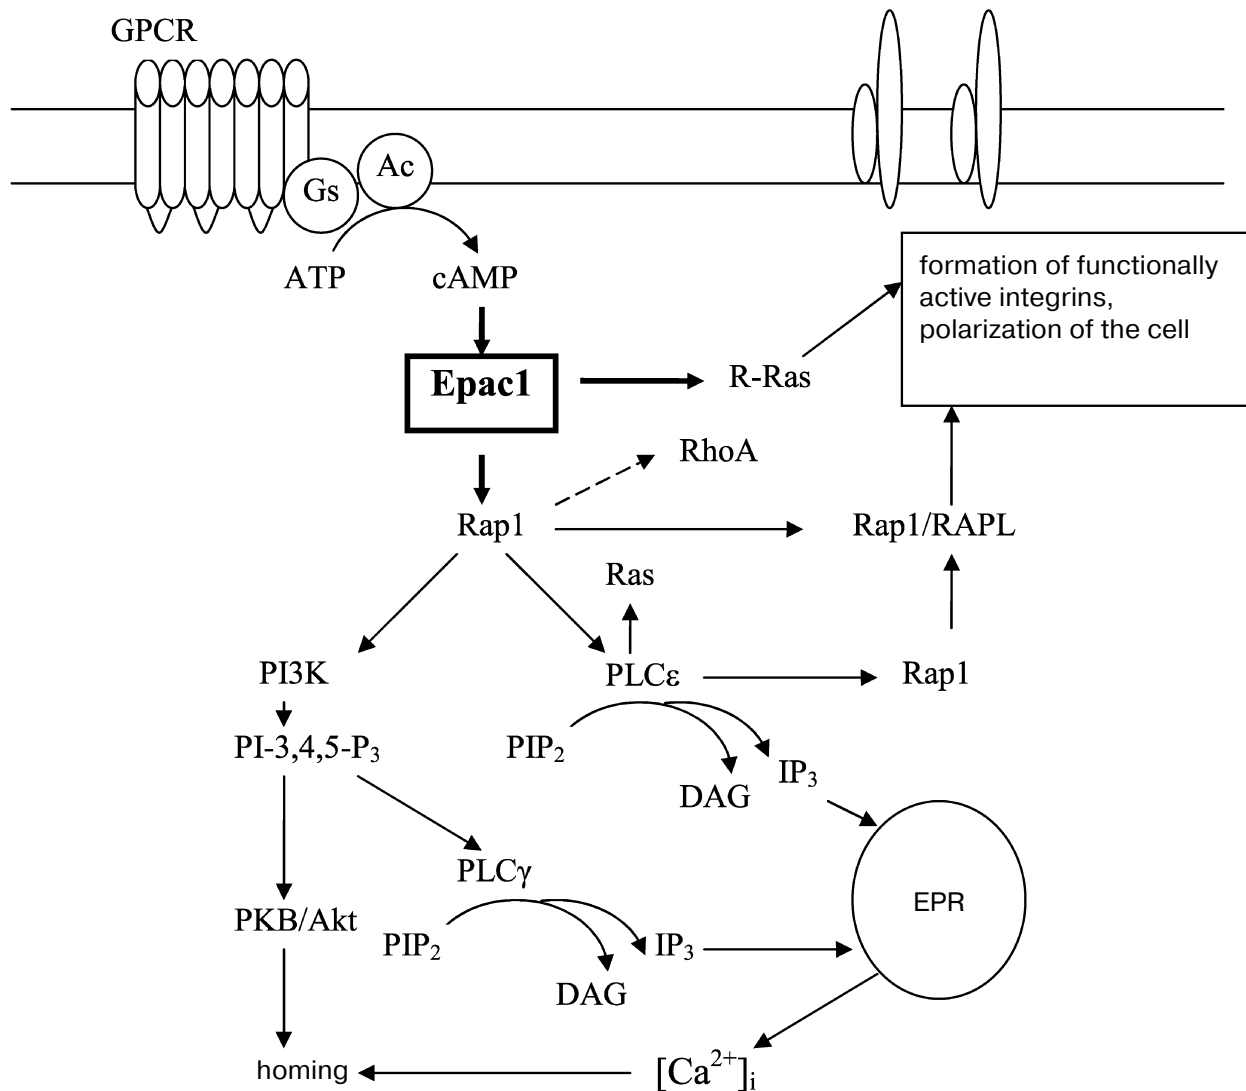 GPCR
Ac
Gs
ATP
cAMP
formation of functionally
active integrins,
polarization of the cell
Epac1
R-Ras
RhoA
Rap1
Rap1/RAPL
Ras
PI3K
PLCε
Rap1
PI-3,4,5-P₃
PIP₂
IP₃
DAG
PLCγ
EPR
PKB/Akt
PIP₂
IP₃
DAG
homing
[Ca²⁺]ᵢ